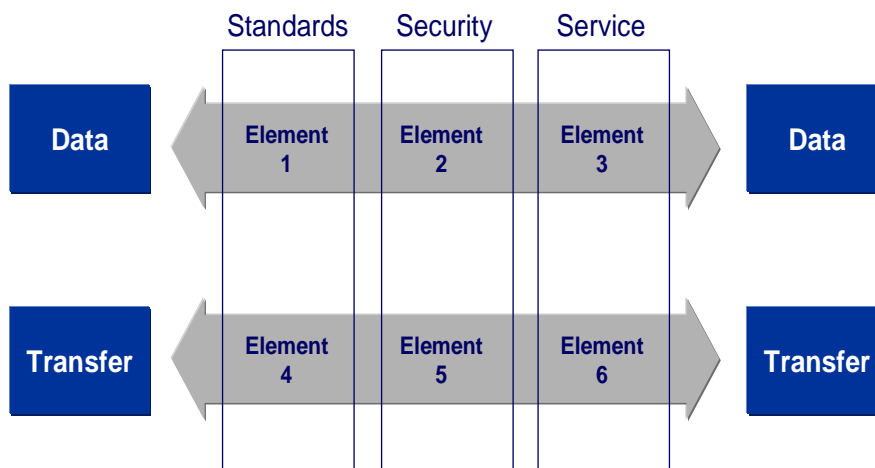 Standards Security Service
Data Element Element Element Data
1 2 3
Transfer Element Element Element Transfer
4 5 6